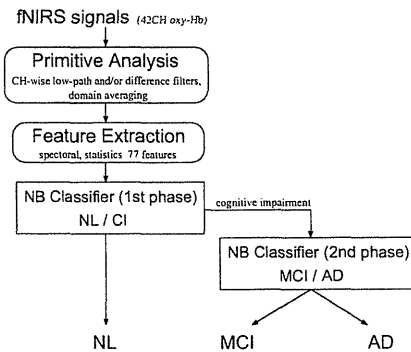 fNIRS signals (42CH oxy-Hb)
Primitive Analysis
CH-wise low-path and/or difference filters,
domain averaging
Feature Extraction
spectoral, statistics 77 features
NB Classifier (1st phase)
NL / CI
cognitive impairment
NB Classifier (2nd phase)
MCI / AD
NL
MCI
AD